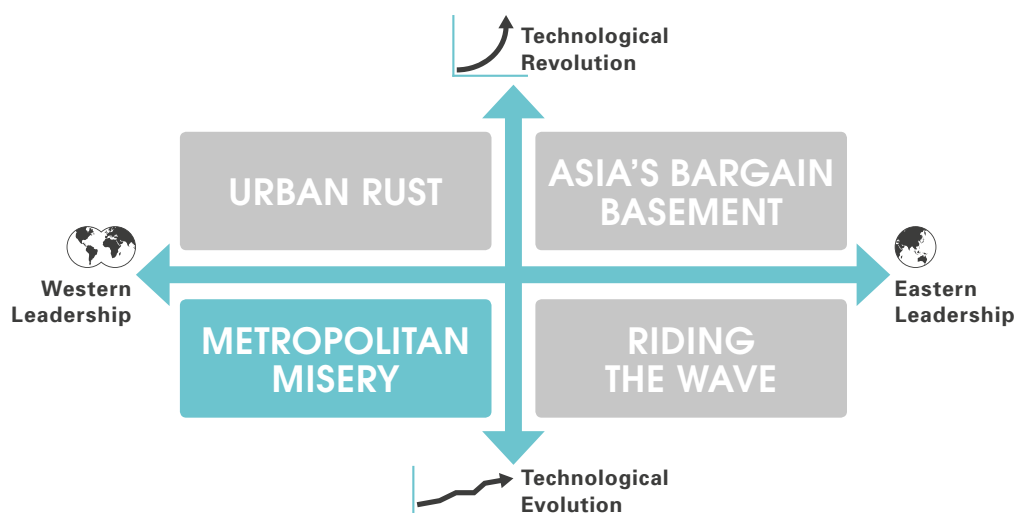 Technological
Revolution
URBAN RUST
ASIA'S BARGAIN
BASEMENT
Western
Leadership
Eastern
Leadership
METROPOLITAN
MISERY
RIDING
THE WAVE
Technological
Evolution